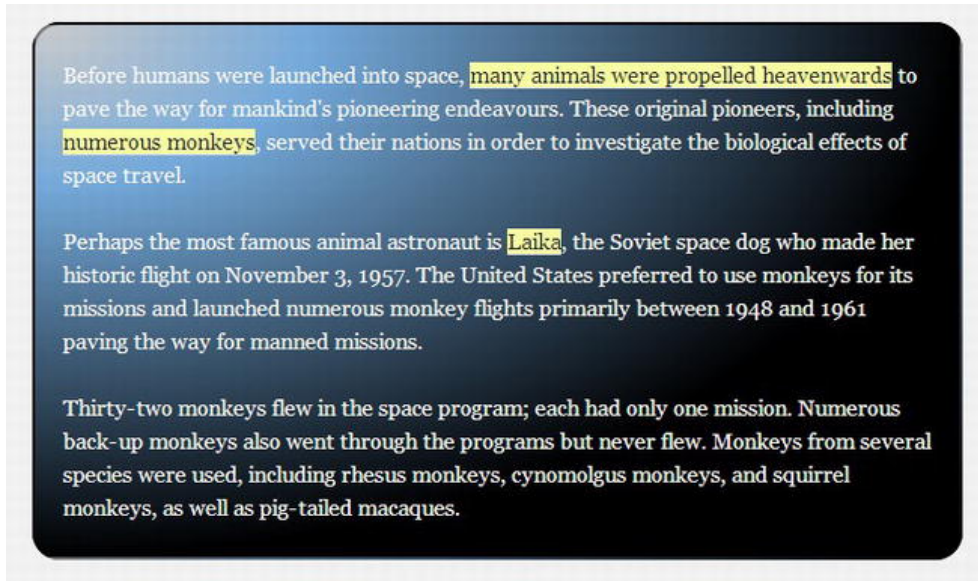 Before humans were launched into space, many animals were propelled heavenwards to
pave the way for mankind's pioneering endeavours. These original pioneers, including
numerous monkeys, served their nations in order to investigate the biological effects of
space travel.
Perhaps the most famous animal astronaut is Laika, the Soviet space dog who made her
historic flight on November 3, 1957. The United States preferred to use monkeys for its
missions and launched numerous monkey flights primarily between 1948 and 1961
paving the way for manned missions.
Thirty-two monkeys flew in the space program; each had only one mission. Numerous
back-up monkeys also went through the programs but never flew. Monkeys from several
species were used, including rhesus monkeys, cynomolgus monkeys, and squirrel
monkeys, as well as pig-tailed macaques.